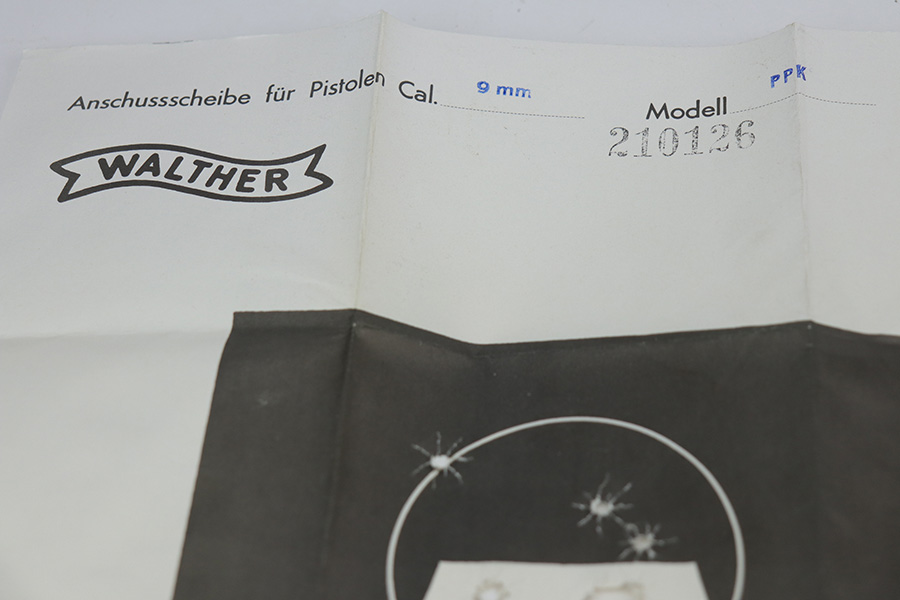 Anschussscheibe für Pistolen Cal. 9 mm Modell PPK
210126
WALTHER